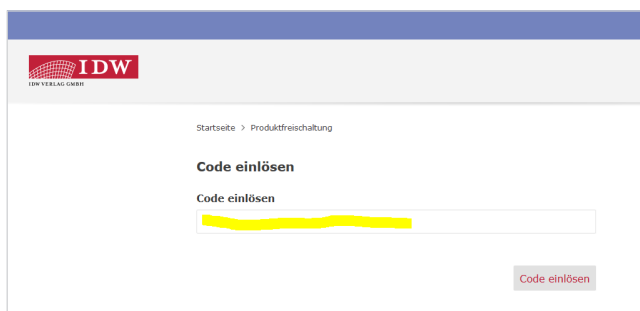 IDW
IDW VERLAG GMBH
Startseite > Produktfreischaltung
Code einlösen
Code einlösen
Code einlösen